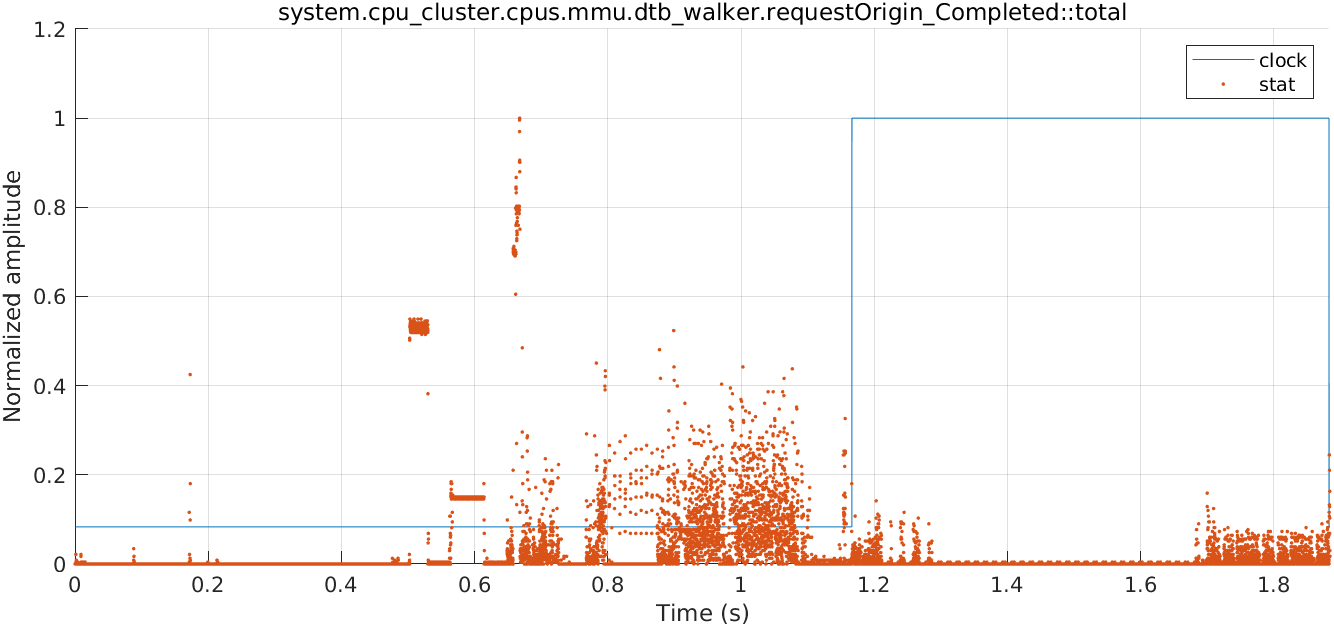 system.cpu_cluster.cpus.mmu.dtb_walker.requestOrigin_Completed::total
clock
stat
Normalized amplitude
1.2
1
0.8
0.6
0.4
0.2
0
0 0.2 0.4 0.6 0.8 1 1.2 1.4 1.6 1.8
Time (s)